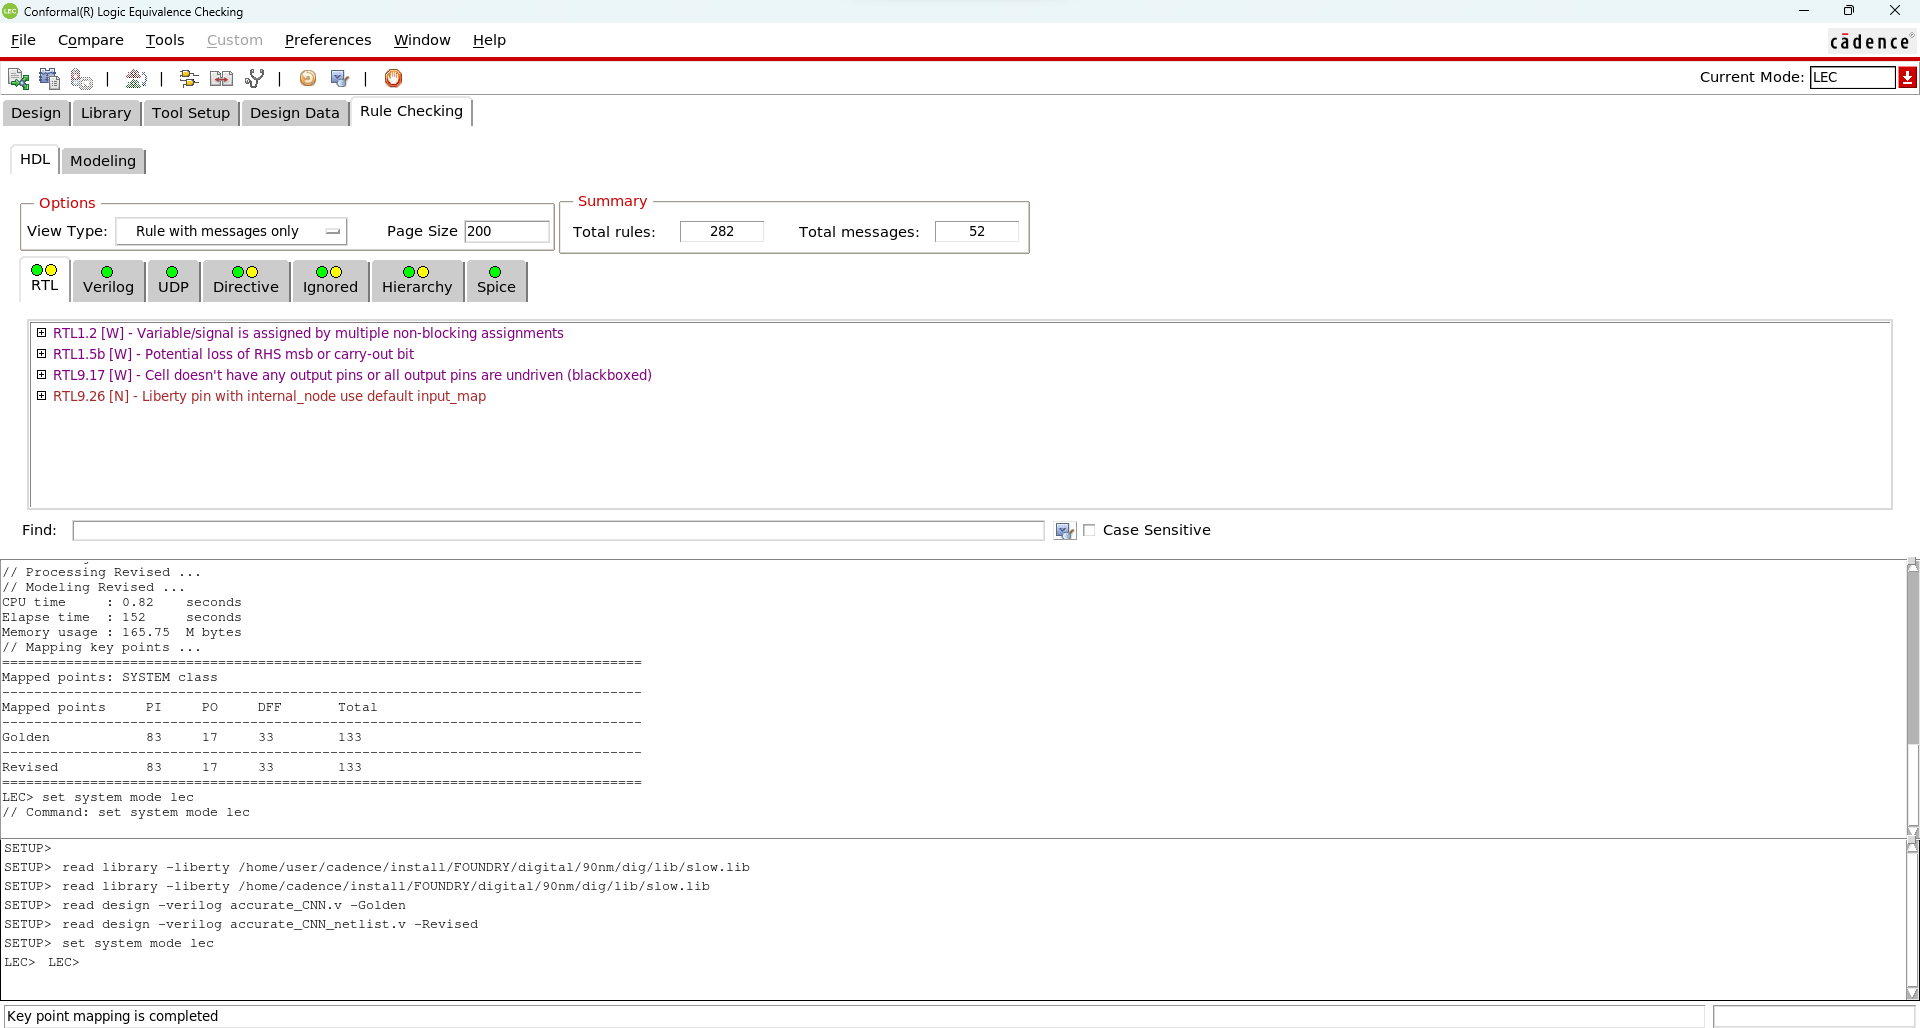 LEC Conformal(R) Logic Equivalence Checking
File Compare Tools Custom Preferences Window Help
cādence®
Current Mode: LEC
Design Library Tool Setup Design Data Rule Checking
HDL Modeling
Options Summary
View Type: Rule with messages only Page Size 200 Total rules: 282 Total messages: 52
RTL Verilog UDP Directive Ignored Hierarchy Spice
RTL1.2 [W] - Variable/signal is assigned by multiple non-blocking assignments
RTL1.5b [W] - Potential loss of RHS msb or carry-out bit
RTL9.17 [W] - Cell doesn't have any output pins or all output pins are undriven (blackboxed)
RTL9.26 [N] - Liberty pin with internal_node use default input_map
Find: Case Sensitive
// Processing Revised ...
// Modeling Revised ...
CPU time : 0.82 seconds
Elapse time : 152 seconds
Memory usage : 165.75 M bytes
// Mapping key points ...
================================================================================
Mapped points: SYSTEM class
--------------------------------------------------------------------------------
Mapped points PI PO DFF Total
--------------------------------------------------------------------------------
Golden 83 17 33 133
--------------------------------------------------------------------------------
Revised 83 17 33 133
================================================================================
LEC> set system mode lec
// Command: set system mode lec
SETUP>
SETUP> read library -liberty /home/user/cadence/install/FOUNDRY/digital/90nm/dig/lib/slow.lib
SETUP> read library -liberty /home/cadence/install/FOUNDRY/digital/90nm/dig/lib/slow.lib
SETUP> read design -verilog accurate_CNN.v -Golden
SETUP> read design -verilog accurate_CNN_netlist.v -Revised
SETUP> set system mode lec
LEC> LEC>
Key point mapping is completed